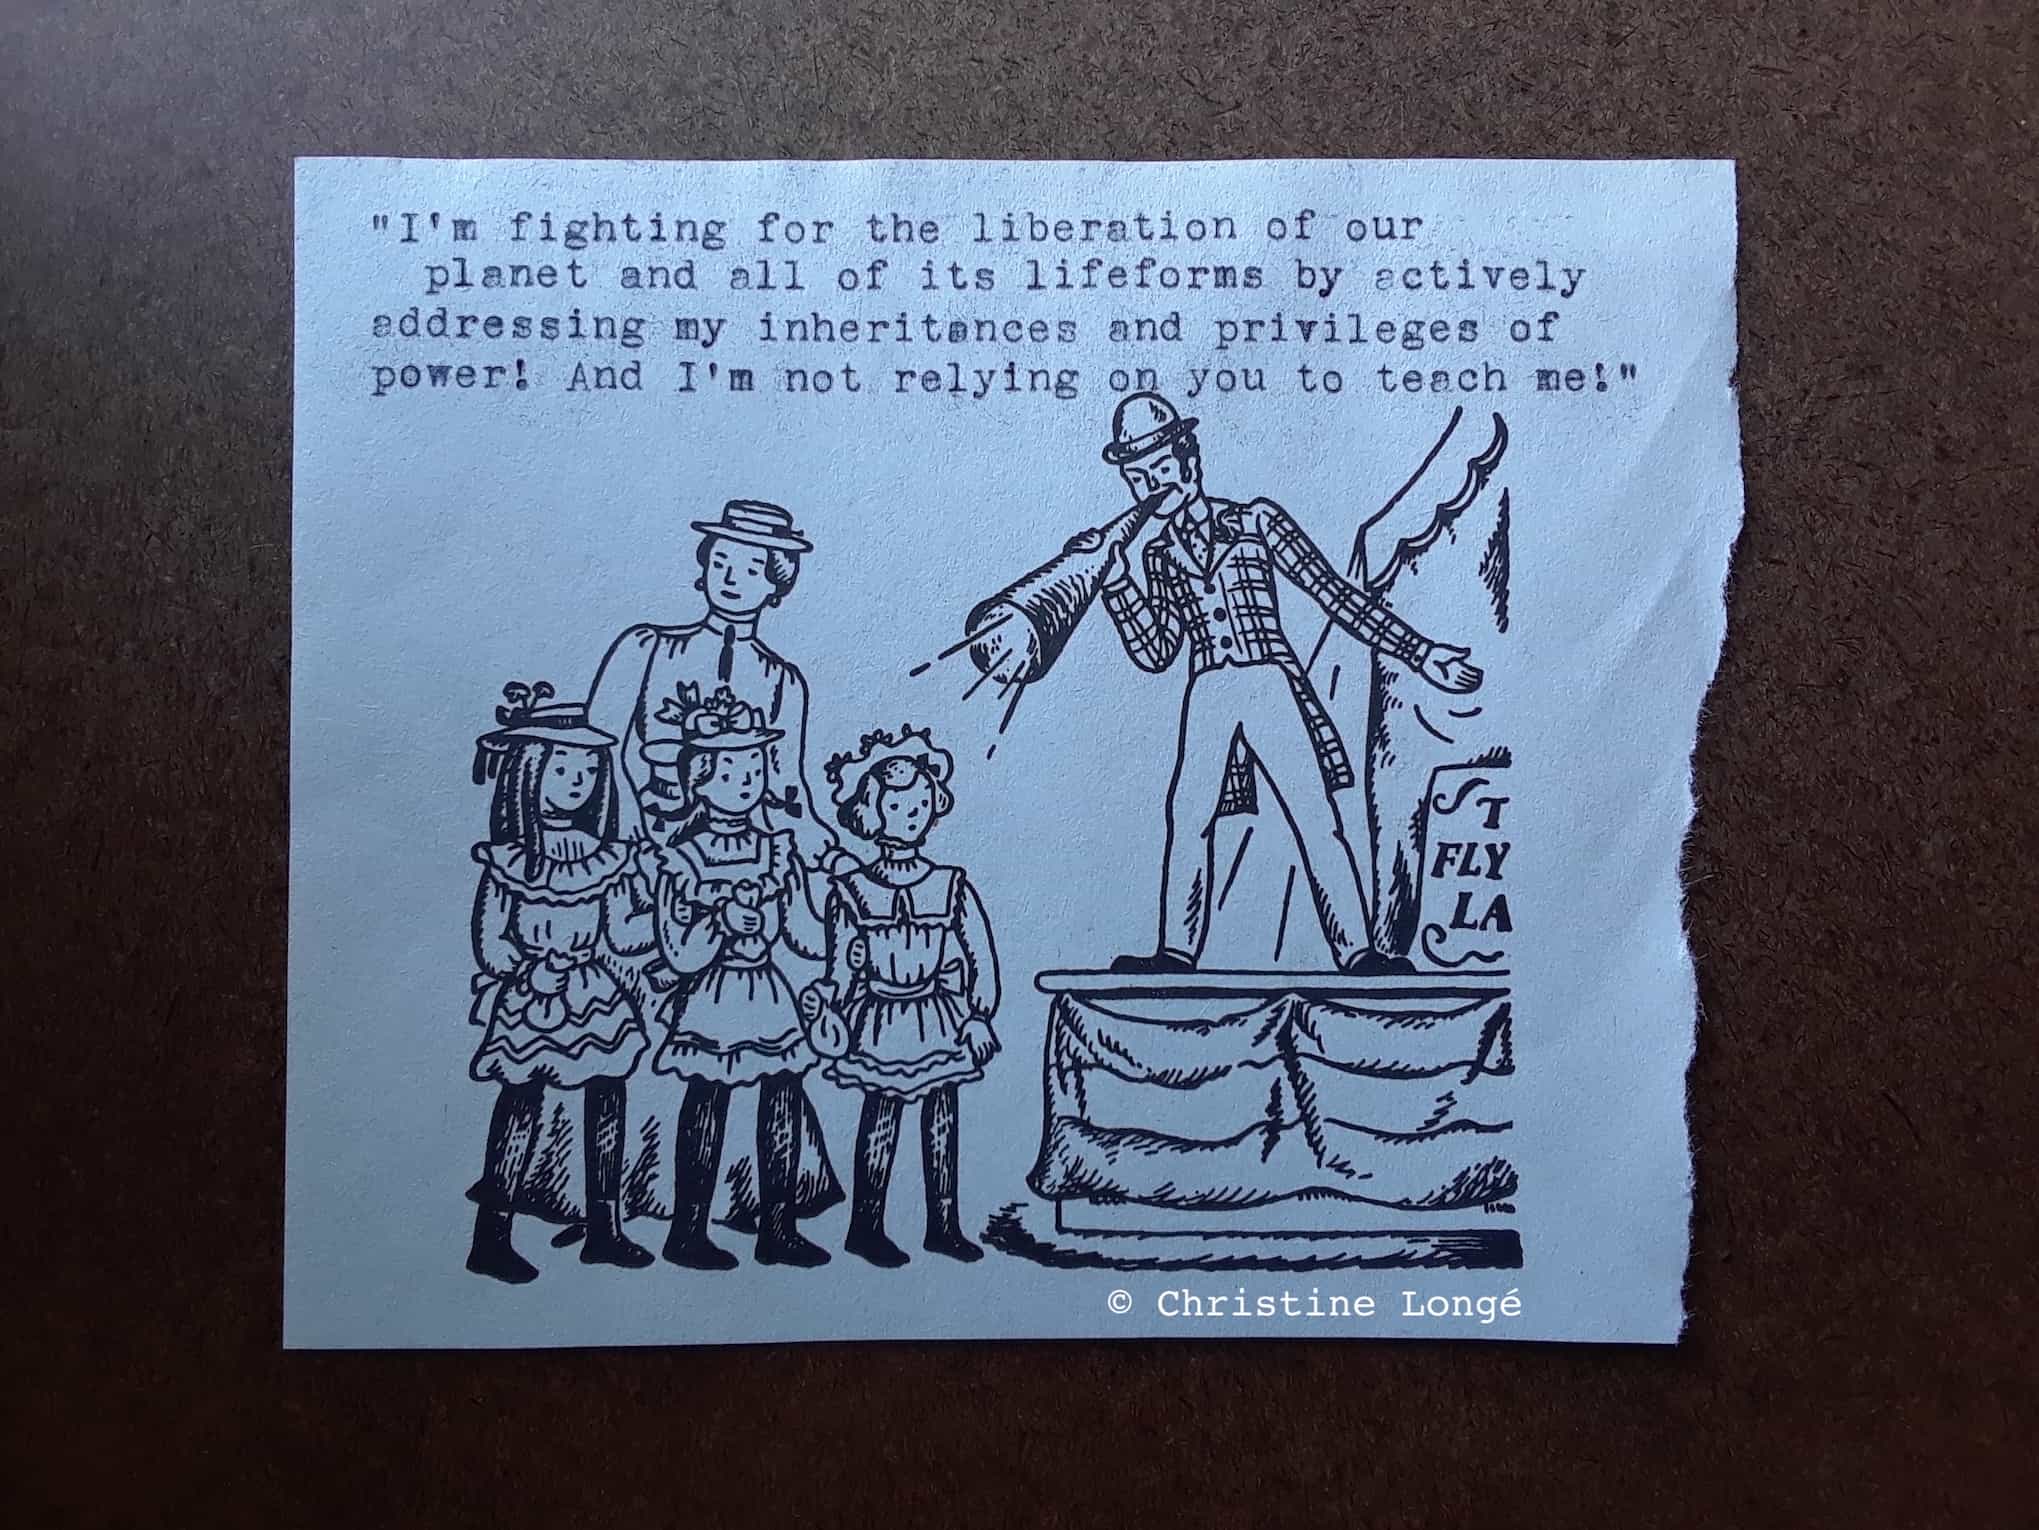 "I'm fighting for the liberation of our
planet and all of its lifeforms by actively
addressing my inheritances and privileges of
power! And I'm not relying on you to teach me!"
T
FLY
LA
© Christine Longé